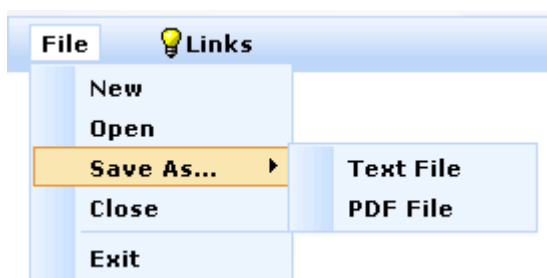 File Links
New
Open
Save As...
Text File
Close
PDF File
Exit